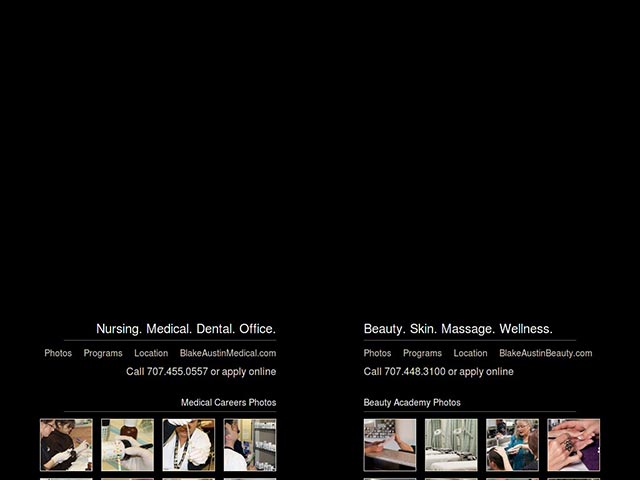 Nursing. Medical. Dental. Office.
Photos Programs Location BlakeAustinMedical.com
Call 707.455.0557 or apply online
Medical Careers Photos
Beauty. Skin. Massage. Wellness.
Photos Programs Location BlakeAustinBeauty.com
Call 707.448.3100 or apply online
Beauty Academy Photos